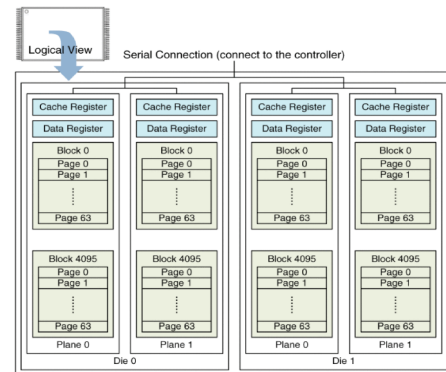 Logical View
Serial Connection (connect to the controller)
Cache Register
Data Register
Block 0
Page 0
Page 1
Page 63
Block 4095
Page 0
Page 1
Page 63
Plane 0
Cache Register
Data Register
Block 0
Page 0
Page 1
Page 63
Block 4095
Page 0
Page 1
Page 63
Plane 1
Die 0
Cache Register
Data Register
Block 0
Page 0
Page 1
Page 63
Block 4095
Page 0
Page 1
Page 63
Plane 0
Cache Register
Data Register
Block 0
Page 0
Page 1
Page 63
Block 4095
Page 0
Page 1
Page 63
Plane 1
Die 1